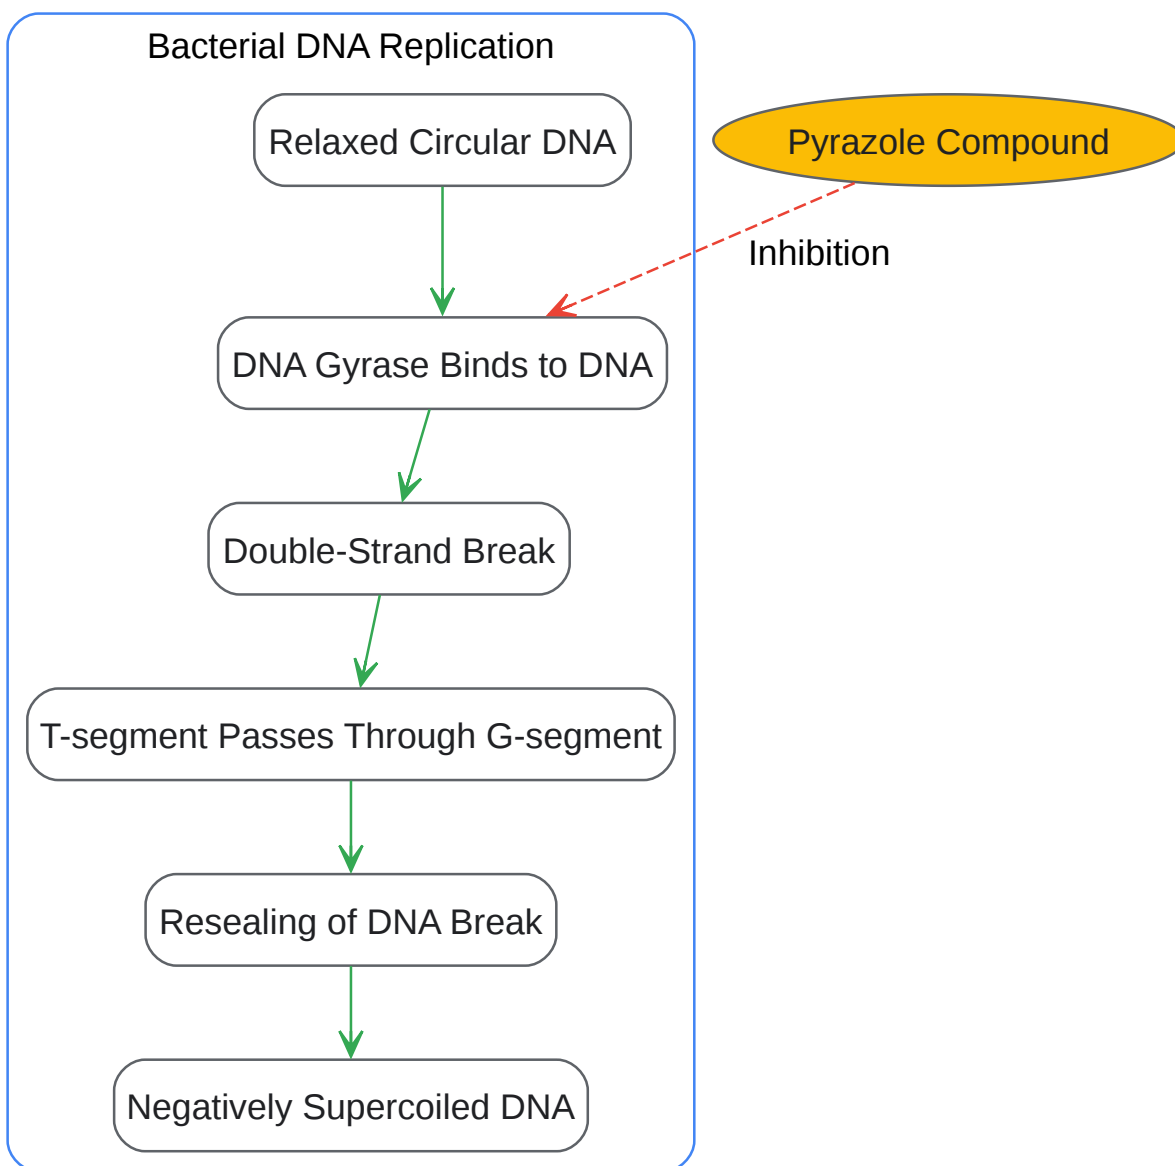 Bacterial DNA Replication
Relaxed Circular DNA
Pyrazole Compound
Inhibition
DNA Gyrase Binds to DNA
Double-Strand Break
T-segment Passes Through G-segment
Resealing of DNA Break
Negatively Supercoiled DNA